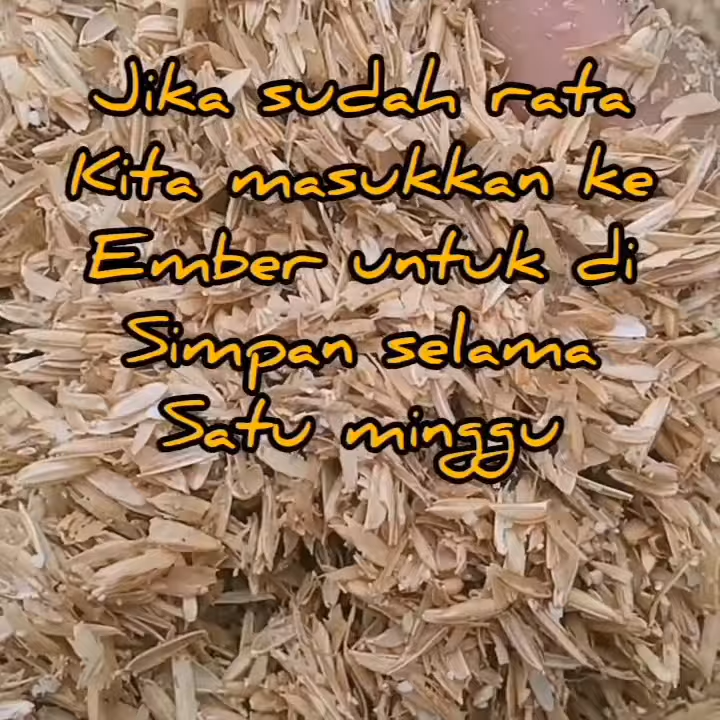 Jika sudah rata
Kita masukkan ke
Ember untuk di
Simpan selama
Satu minggu